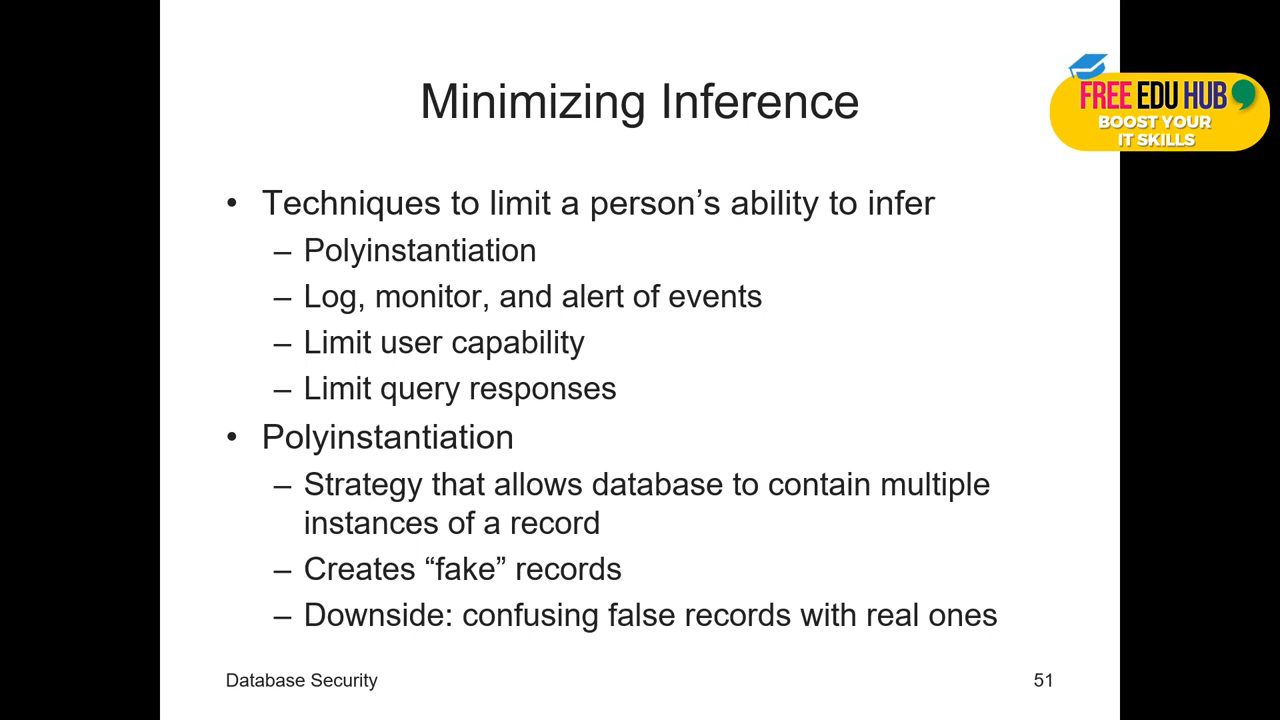 Minimizing Inference
FREE EDU HUB
BOOST YOUR
IT SKILLS
• Techniques to limit a person’s ability to infer
– Polyinstantiation
– Log, monitor, and alert of events
– Limit user capability
– Limit query responses
• Polyinstantiation
– Strategy that allows database to contain multiple
instances of a record
– Creates “fake” records
– Downside: confusing false records with real ones
Database Security
51